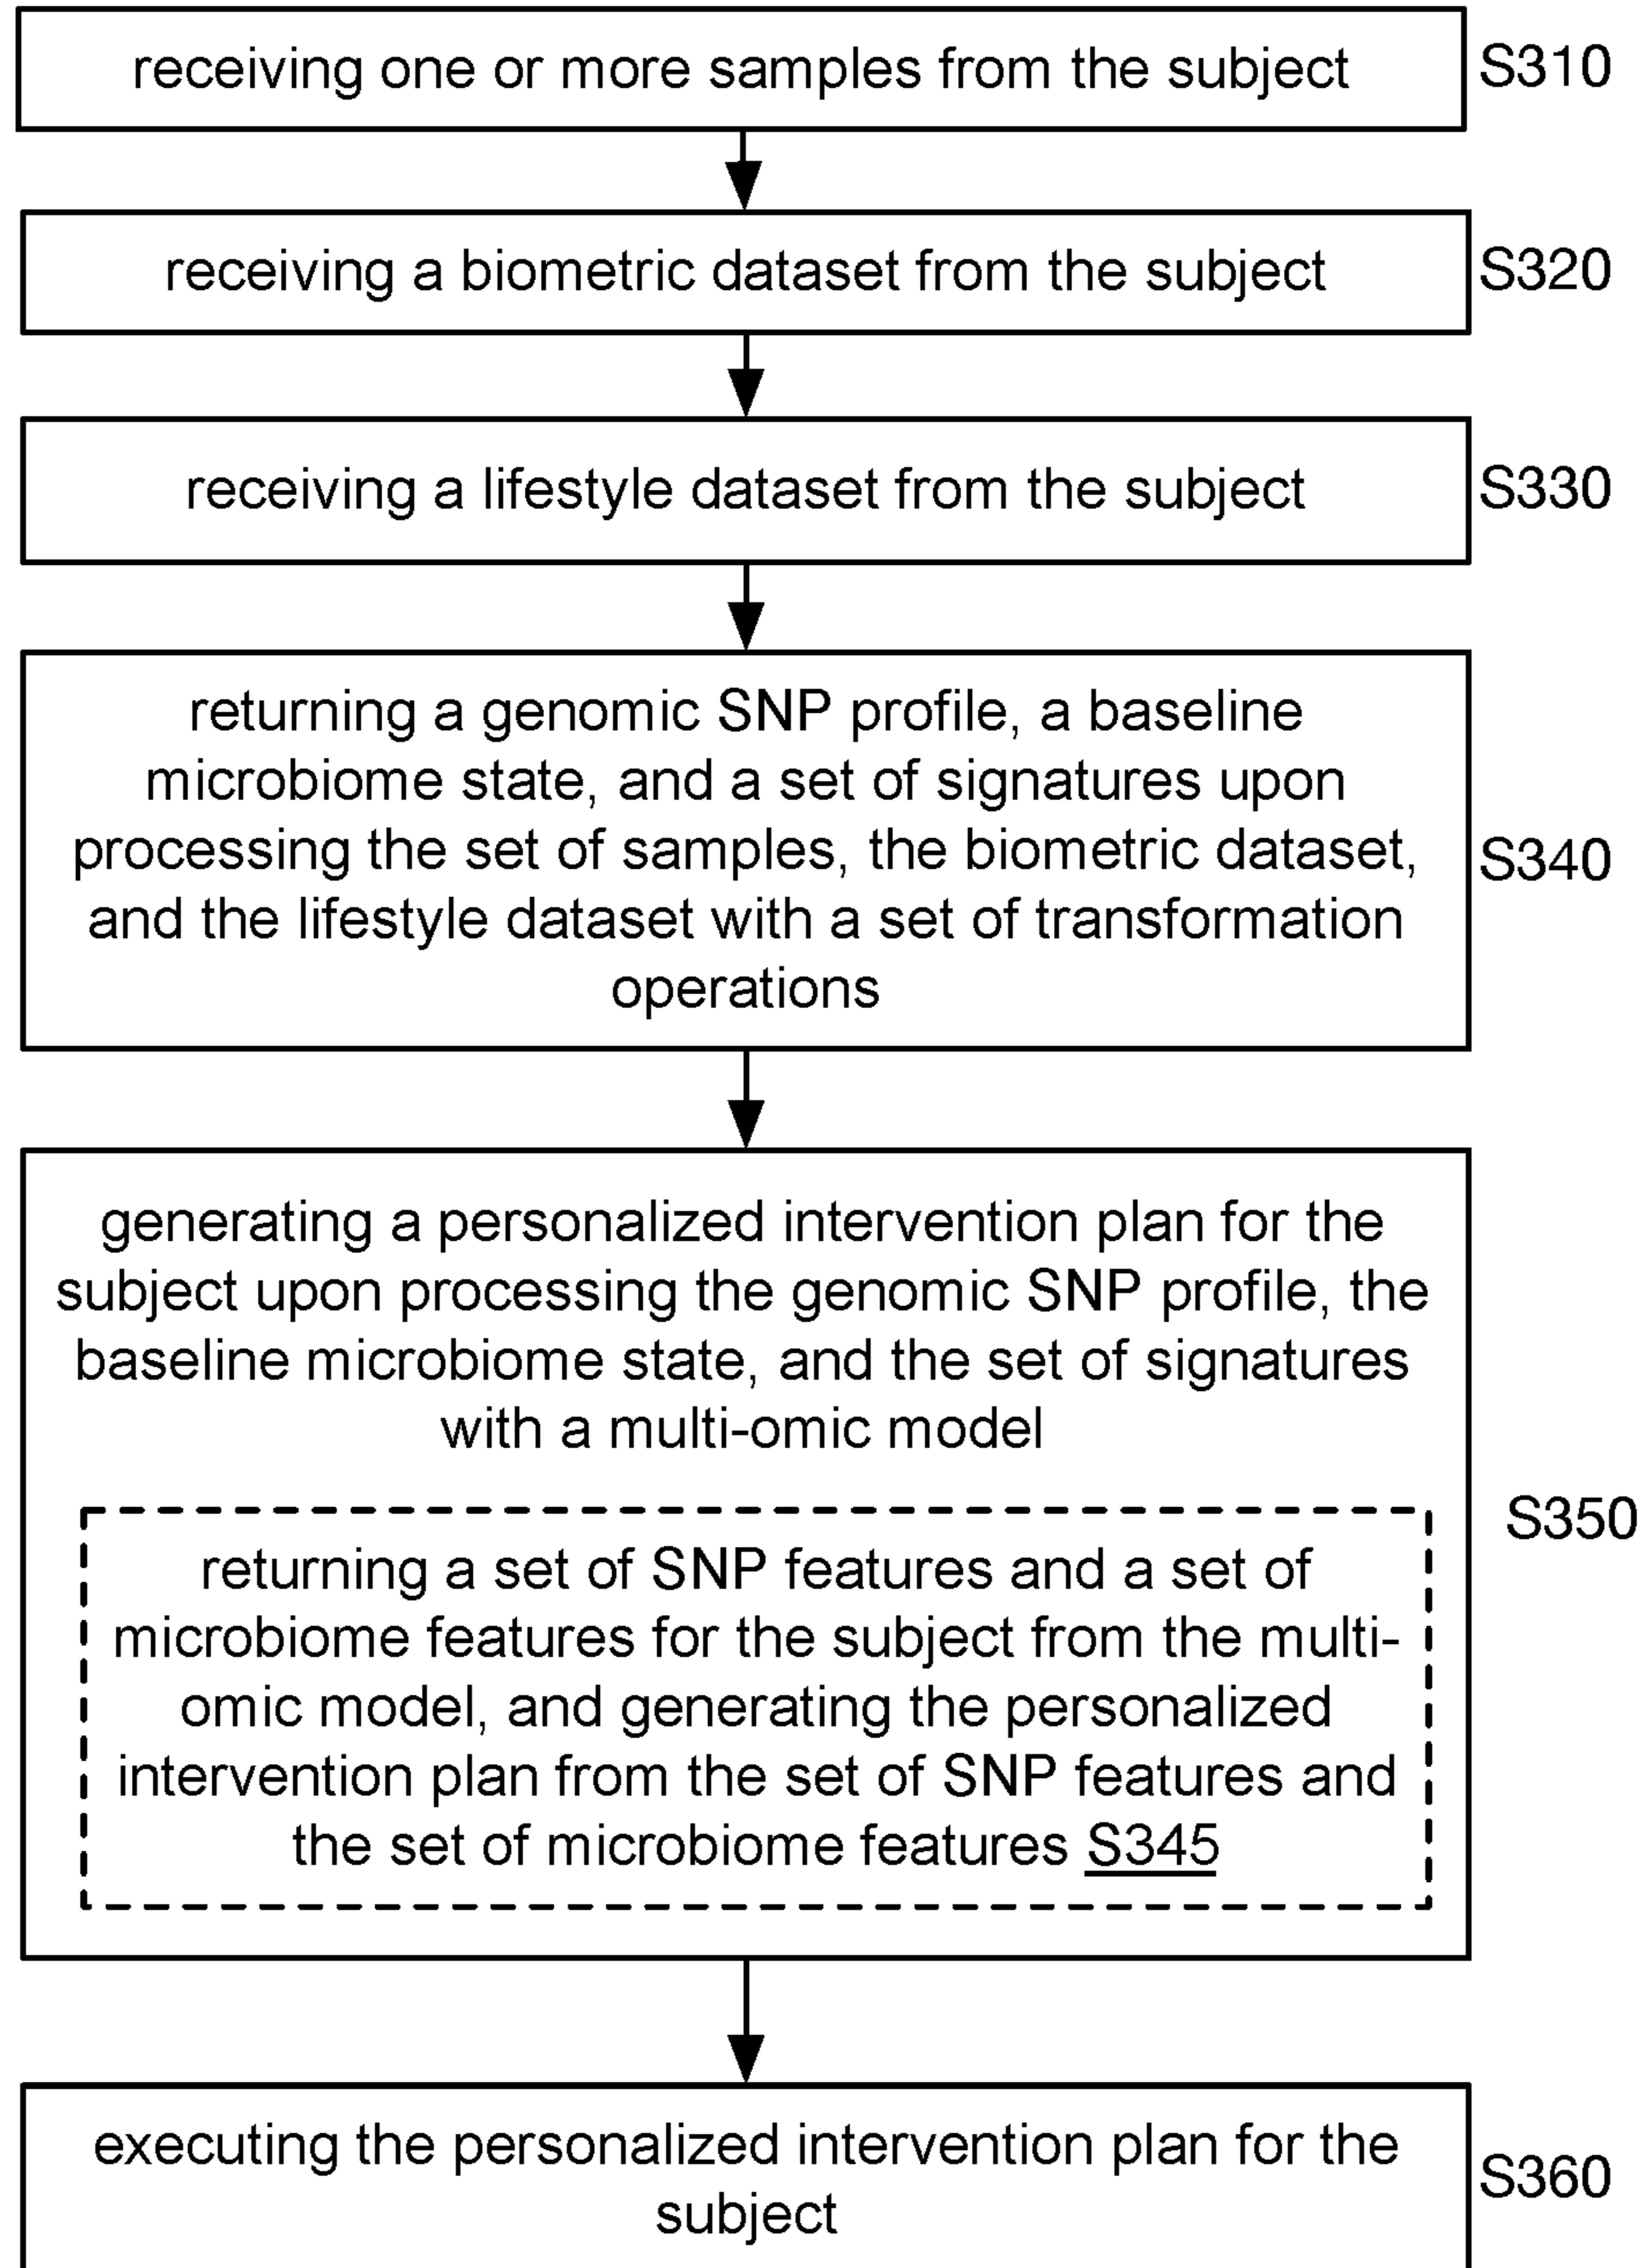 receiving one or more samples from the subject
S310
receiving a biometric dataset from the subject
S320
receiving a lifestyle dataset from the subject
S330
returning a genomic SNP profile, a baseline
microbiome state, and a set of signatures upon
processing the set of samples, the biometric dataset,
and the lifestyle dataset with a set of transformation
operations
S340
generating a personalized intervention plan for the
subject upon processing the genomic SNP profile, the
baseline microbiome state, and the set of signatures
with a multi-omic model
returning a set of SNP features and a set of
microbiome features for the subject from the multi-
omic model, and generating the personalized
intervention plan from the set of SNP features and
the set of microbiome features S345
S350
executing the personalized intervention plan for the
subject
S360